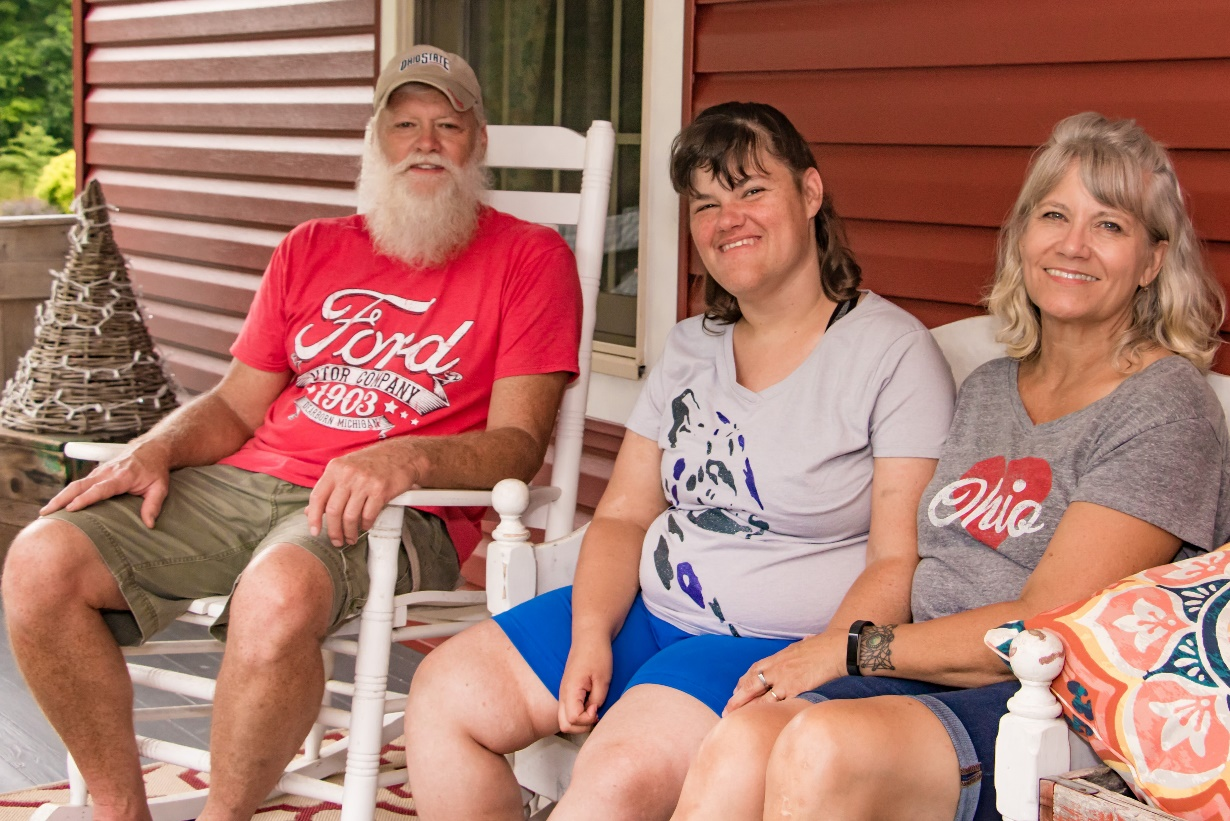 OHIO STATE
Ford
MOTOR COMPANY
1903
DEARBORN MICHIGAN
Ohio